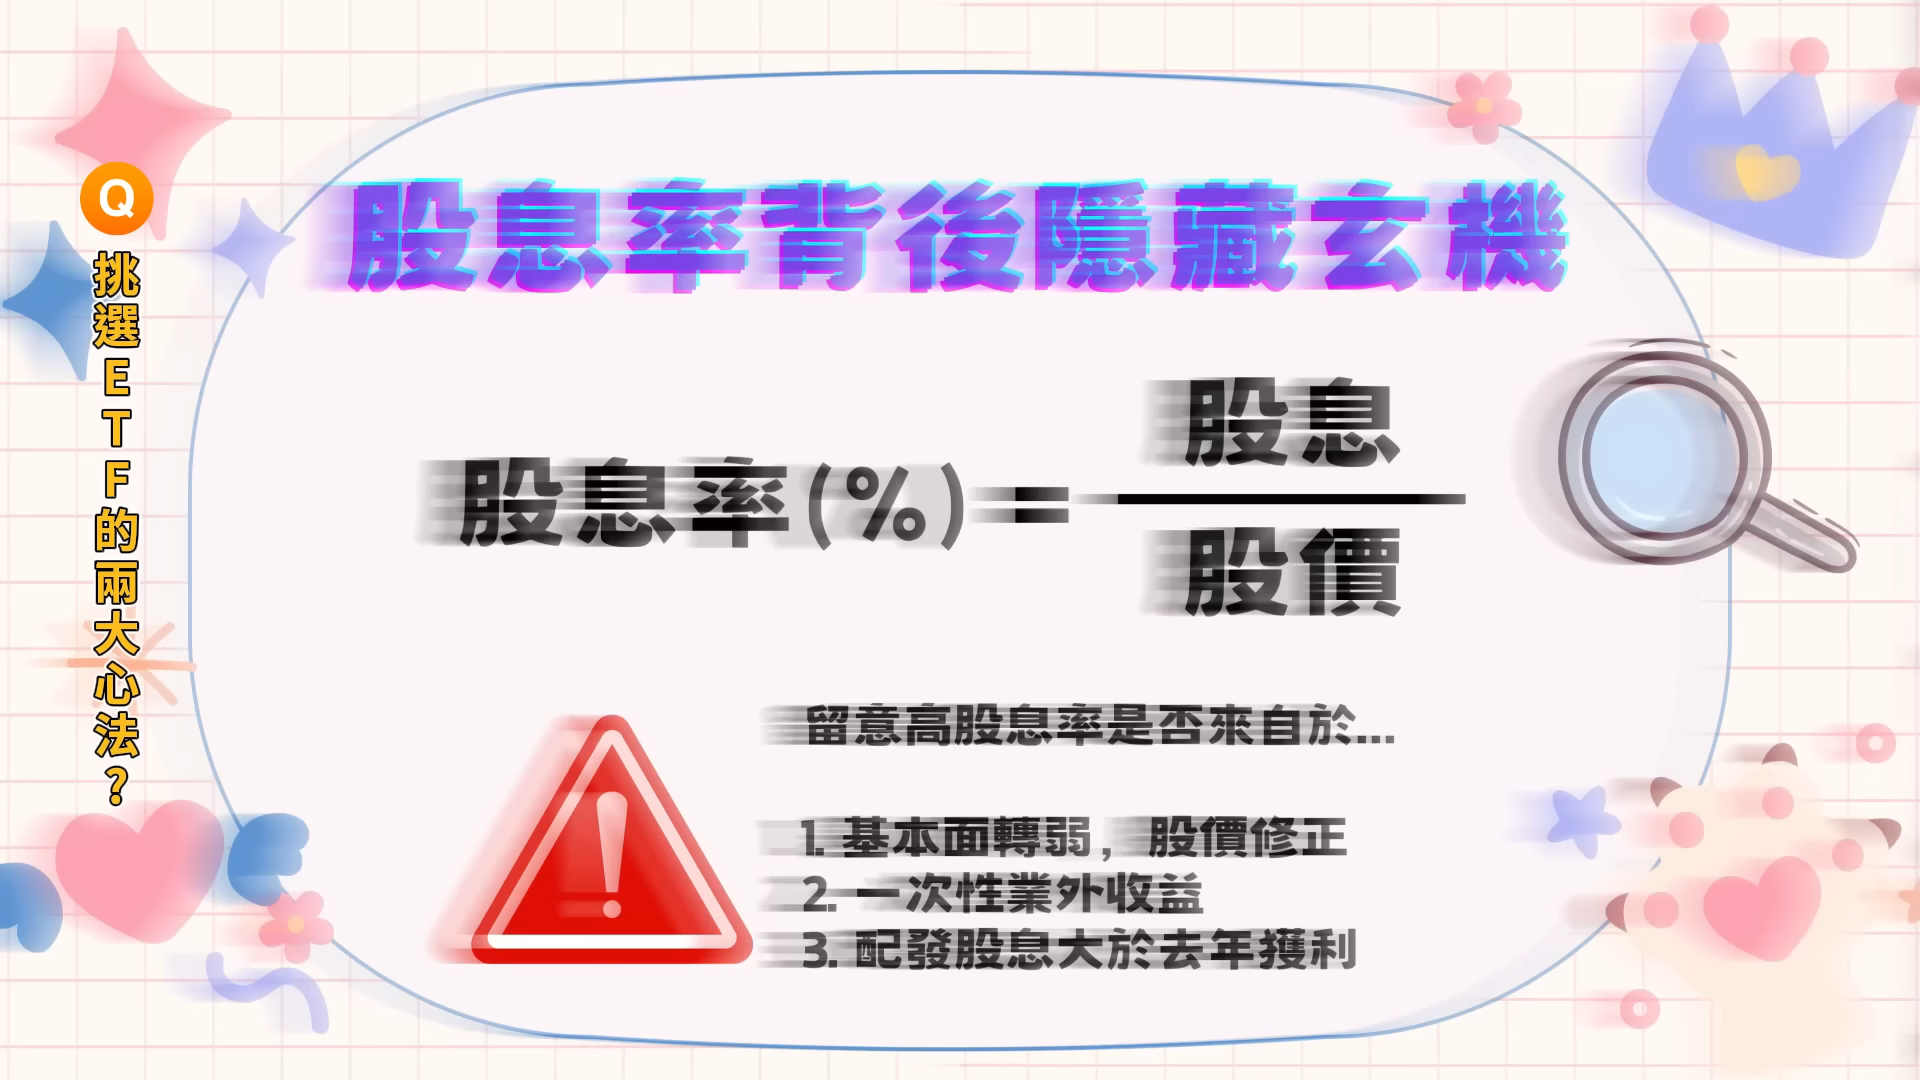 Q
挑選ETF的兩大心法?
股息率背後隱藏玄機
股息率(%)=股息
股價
留意高股息率是否來自於...
1. 基本面轉弱，股價修正
2. 一次性業外收益
3. 配發股息大於去年獲利